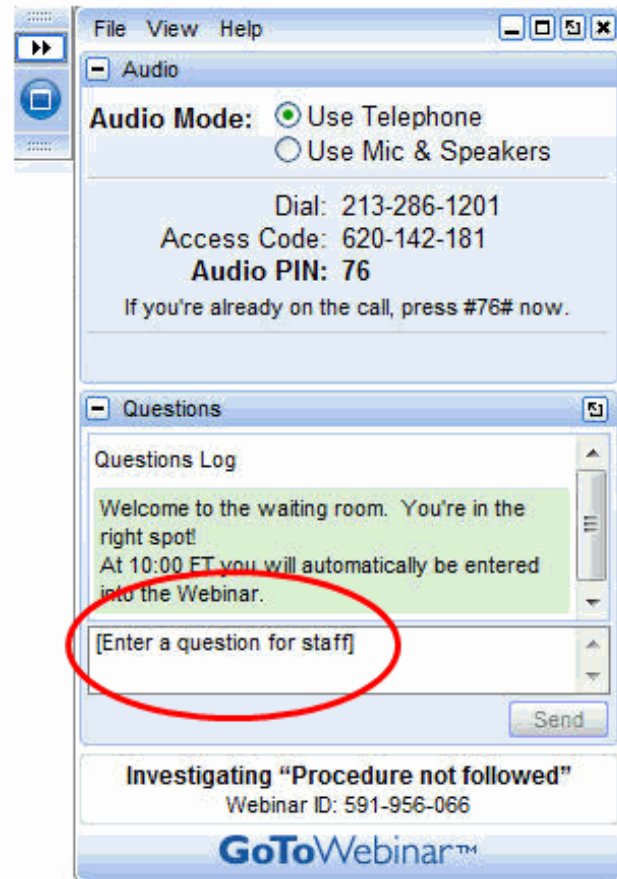 File View Help
Audio
Audio Mode: Use Telephone
Use Mic & Speakers
Dial: 213-286-1201
Access Code: 620-142-181
Audio PIN: 76
If you're already on the call, press #76# now.
Questions
Questions Log
Welcome to the waiting room. You're in the
right spot!
At 10:00 ET you will automatically be entered
into the Webinar.
[Enter a question for staff]
Send
Investigating “Procedure not followed”
Webinar ID: 591-956-066
GoToWebinar™